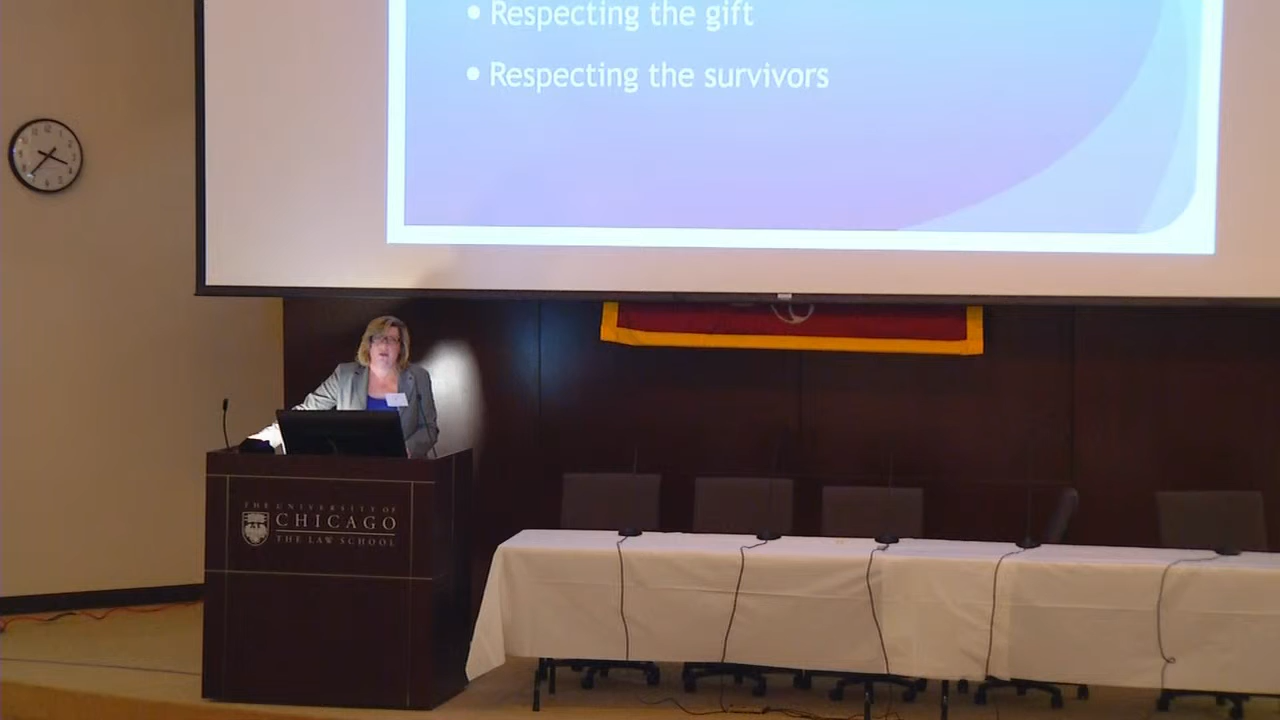 • Respecting the gift
• Respecting the survivors
THE UNIVERSITY OF
CHICAGO
THE LAW SCHOOL